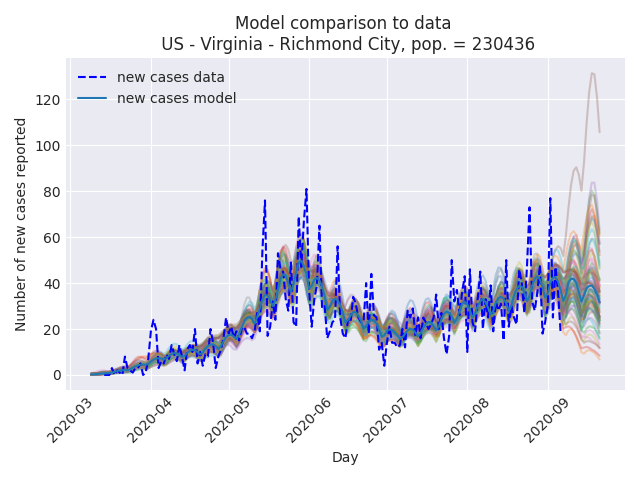 Model comparison to data
US - Virginia - Richmond City, pop. = 230436
new cases data
new cases model
Number of new cases reported
120
100
80
60
40
20
0
2020-03
2020-04
2020-05
2020-06
2020-07
2020-08
2020-09
Day